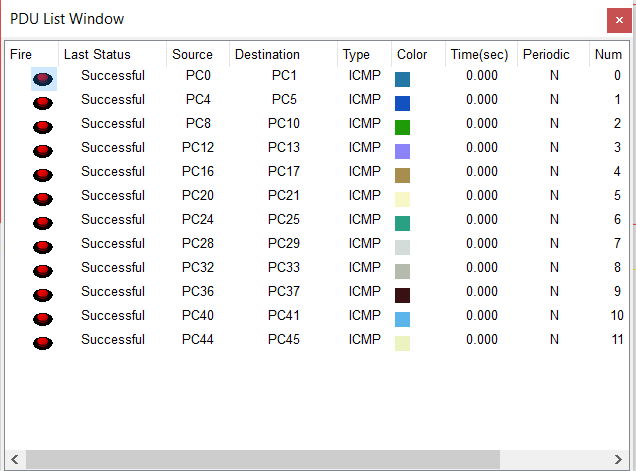 PDU List Window
Fire Last Status Source Destination Type Color Time(sec) Periodic Num
Successful PC0 PC1 ICMP 0.000 N 0
Successful PC4 PC5 ICMP 0.000 N 1
Successful PC8 PC10 ICMP 0.000 N 2
Successful PC12 PC13 ICMP 0.000 N 3
Successful PC16 PC17 ICMP 0.000 N 4
Successful PC20 PC21 ICMP 0.000 N 5
Successful PC24 PC25 ICMP 0.000 N 6
Successful PC28 PC29 ICMP 0.000 N 7
Successful PC32 PC33 ICMP 0.000 N 8
Successful PC36 PC37 ICMP 0.000 N 9
Successful PC40 PC41 ICMP 0.000 N 10
Successful PC44 PC45 ICMP 0.000 N 11